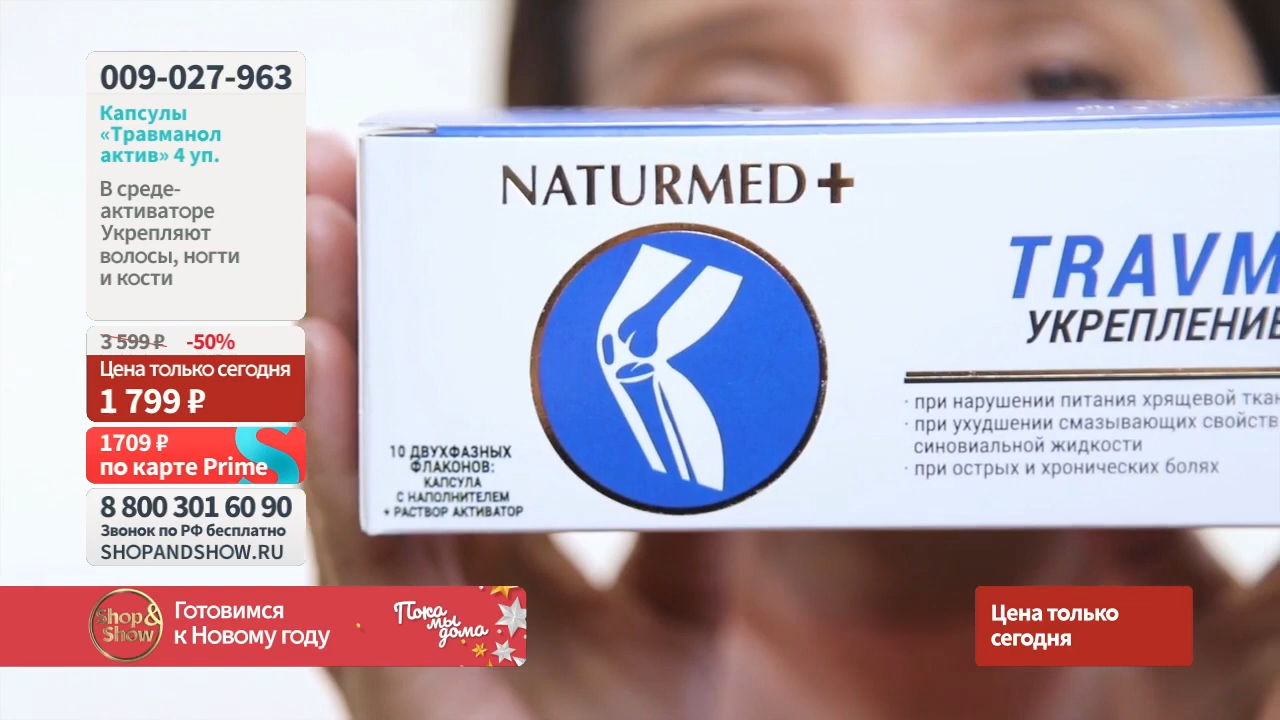 009-027-963
Капсулы
«Травманол
актив» 4 уп.
В среде-
активаторе
Укрепляют
волосы, ногти
и кости
3 599 ₽ -50%
Цена только сегодня
1 799 ₽
1709 ₽
по карте Prime
8 800 301 60 90
Звонок по РФ бесплатно
SHOPANDSHOW.RU
NATURMED+
10 ДВУХФАЗНЫХ
ФЛАКОНОВ:
КАПСУЛА
С НАПОЛНИТЕЛЕМ
+ РАСТВОР АКТИВАТОР
TRAVM
УКРЕПЛЕНИЕ
· при нарушении питания хрящевой ткан
· при ухудшении смазывающих свойств
синовиальной жидкости
· при острых и хронических болях
Shop&
Show
Готовимся
к Новому году
Пока
мы
дома
Цена только
сегодня